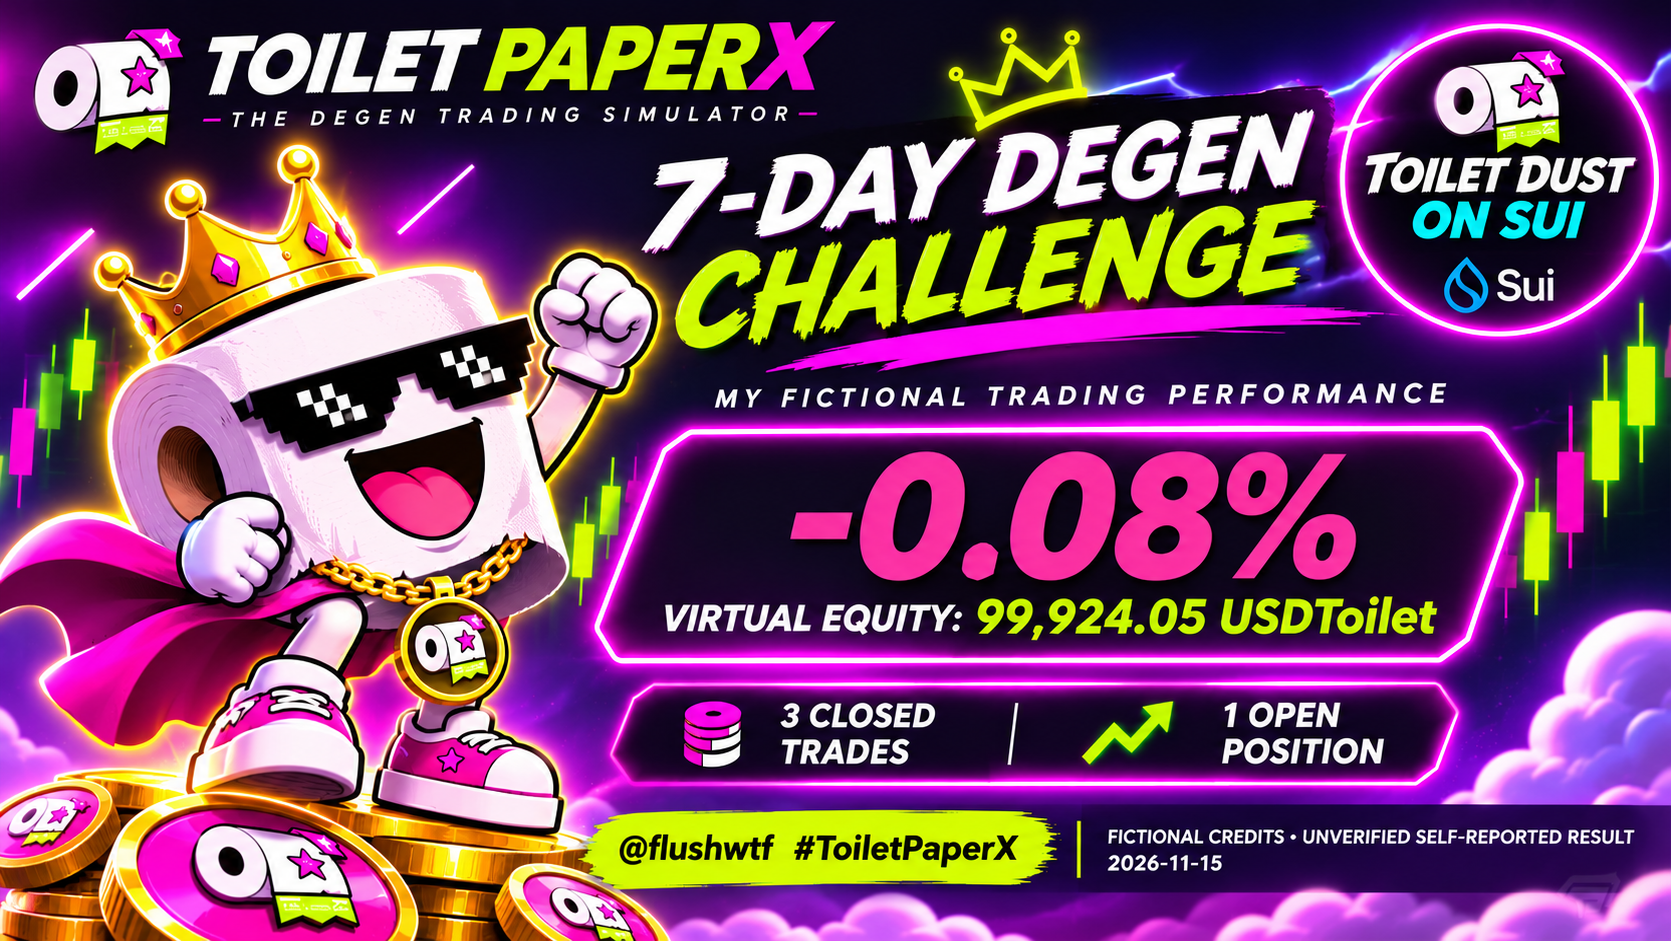 TOILET PAPERX
THE DEGEN TRADING SIMULATOR
7-DAY DEGEN
CHALLENGE
TOILET DUST
ON SUI
Sui
MY FICTIONAL TRADING PERFORMANCE
-0.08%
VIRTUAL EQUITY: 99,924.05 USDToilet
3 CLOSED
TRADES
1 OPEN
POSITION
@flushwtf #ToiletPaperX
FICTIONAL CREDITS • UNVERIFIED SELF-REPORTED RESULT
2026-11-15